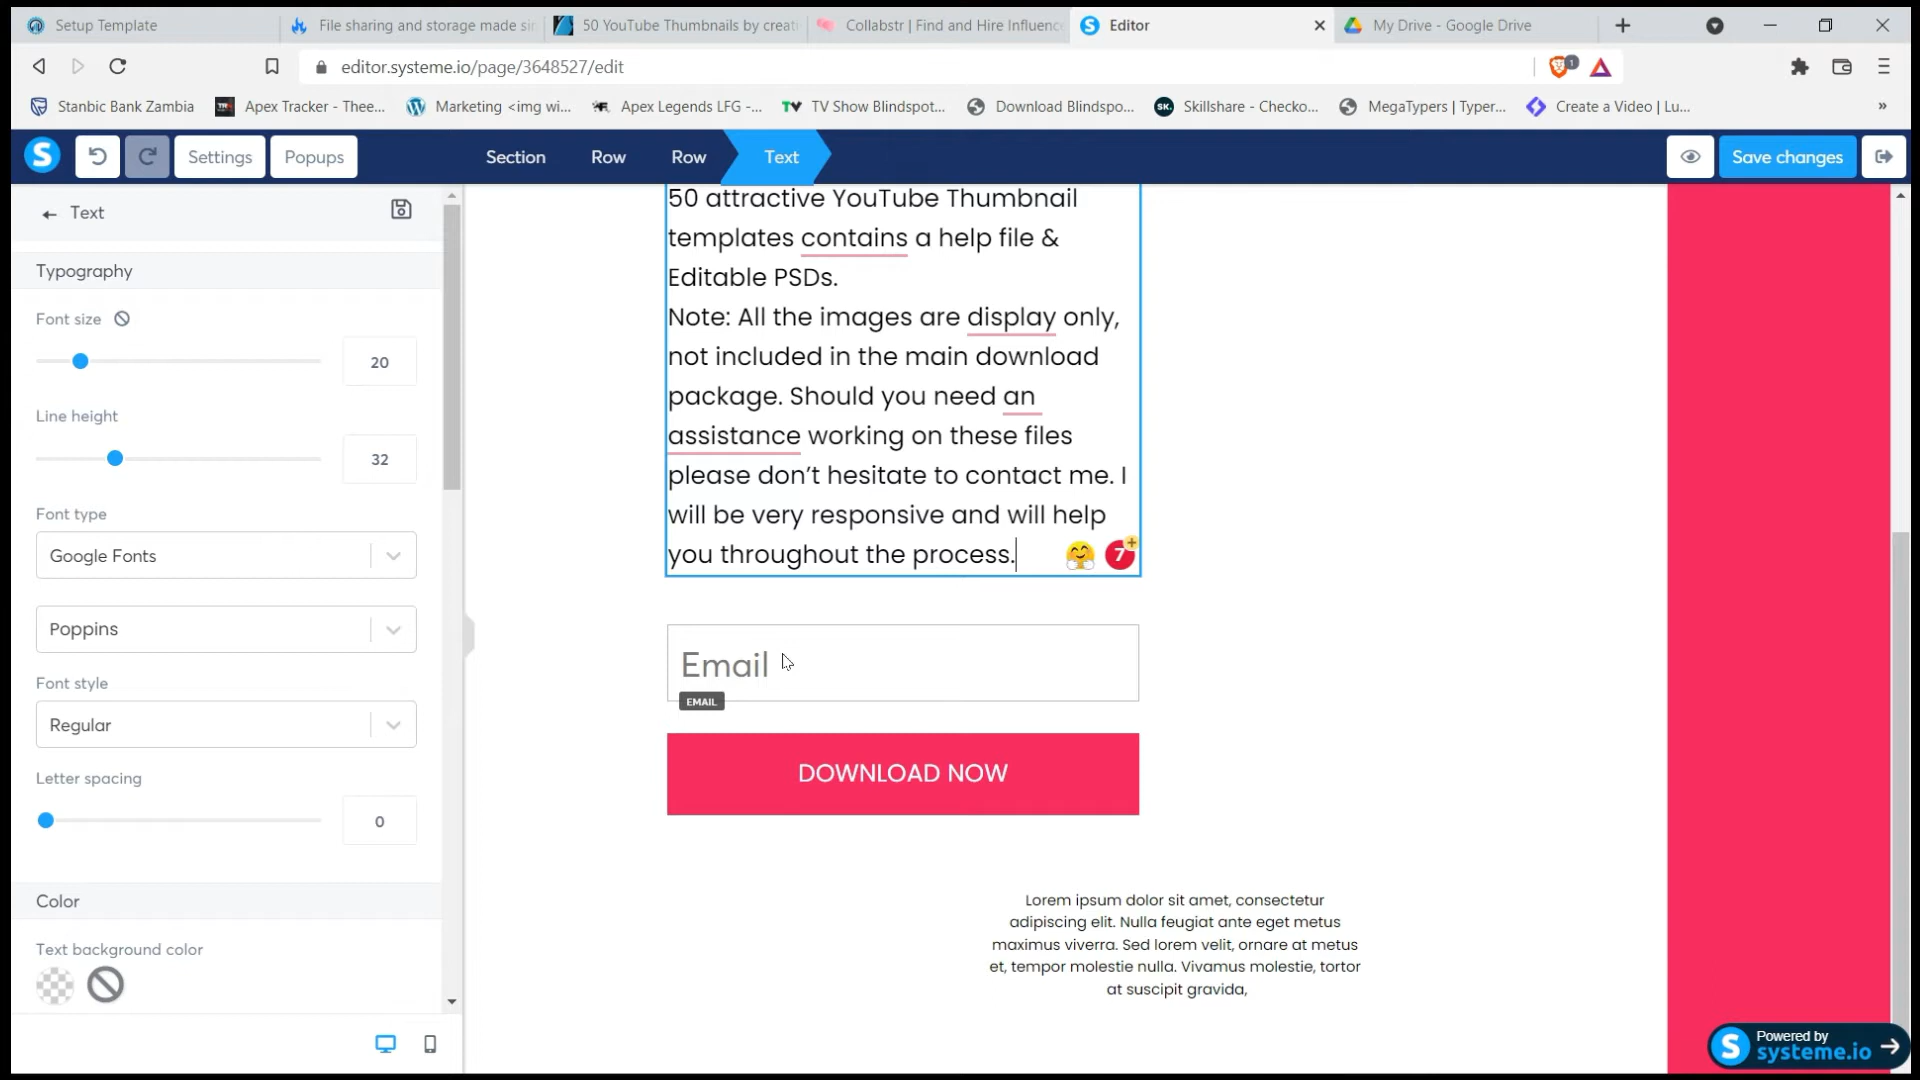 Setup Template
File sharing and storage made si
50 YouTube Thumbnails by creat
Collabstr | Find and Hire Influence
Editor
My Drive - Google Drive
editor.systeme.io/page/3648527/edit
1
Stanbic Bank Zambia
Apex Tracker - Thee...
Marketing <img wi...
Apex Legends LFG -...
TV Show Blindspot...
Download Blindspo...
SK.
Skillshare - Checko...
MegaTypers | Typer...
Create a Video | Lu...
»
S
Settings
Popups
Section
Row
Row
Text
Save changes
Text
Typography
Font size
20
Line height
32
Font type
Google Fonts
Poppins
Font style
Regular
Letter spacing
0
Color
Text background color
50 attractive YouTube Thumbnail
templates contains a help file &
Editable PSDs.
Note: All the images are display only,
not included in the main download
package. Should you need an
assistance working on these files
please don't hesitate to contact me. I
will be very responsive and will help
you throughout the process.
7
Email
EMAIL
DOWNLOAD NOW
Lorem ipsum dolor sit amet, consectetur
adipiscing elit. Nulla feugiat ante eget metus
maximus viverra. Sed lorem velit, ornare at metus
et, tempor molestie nulla. Vivamus molestie, tortor
at suscipit gravida,
S
Powered by
systeme.io